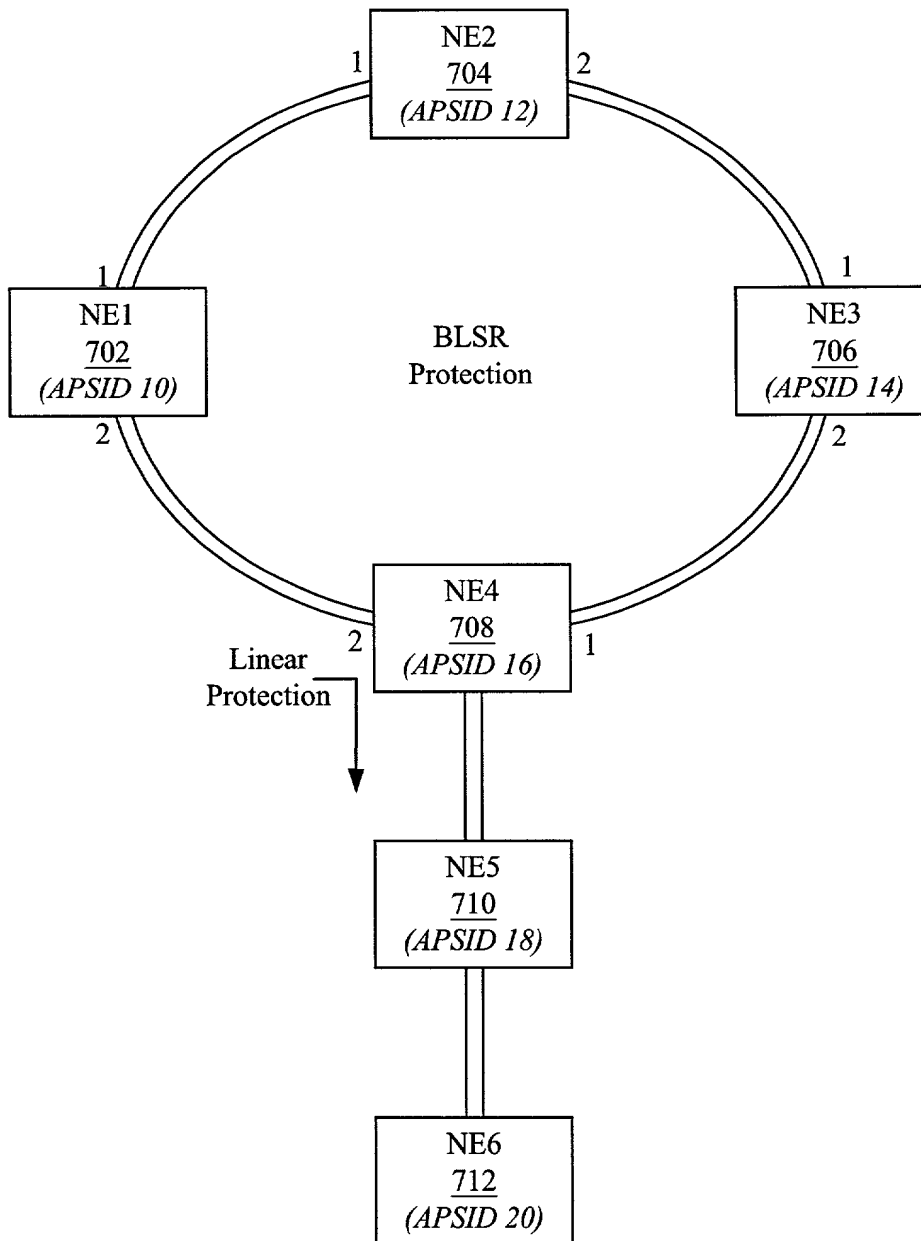 NE2
704
(APSID 12)
1
2
1
1
NE1
702
(APSID 10)
BLSR
Protection
NE3
706
(APSID 14)
2
2
NE4
708
(APSID 16)
2
1
Linear
Protection
NE5
710
(APSID 18)
NE6
712
(APSID 20)